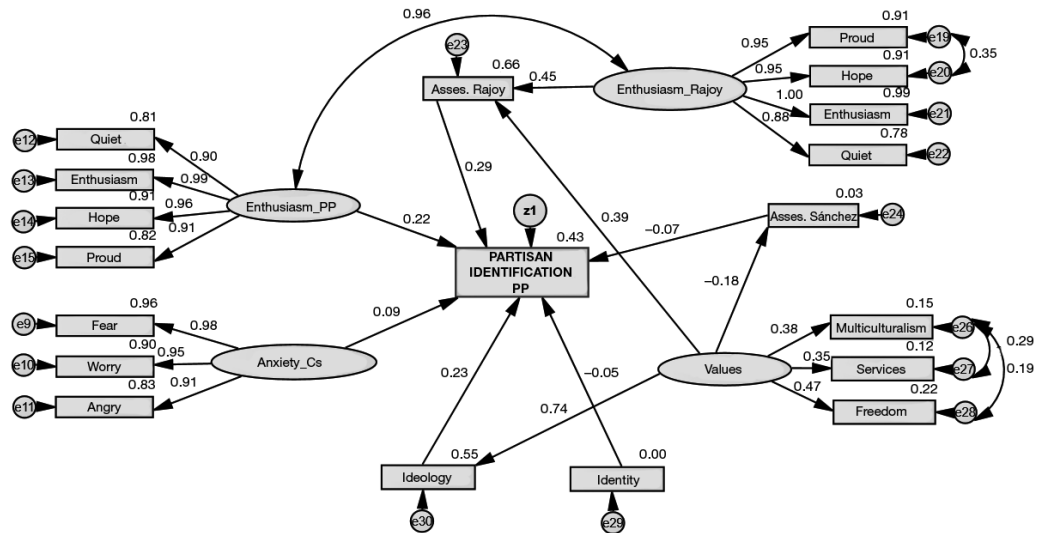 0.96
0.91
Proud
e19
0.95
0.35
e23
0.66
0.91
Asses. Rajoy
0.45
Enthusiasm_Rajoy
0.95
Hope
e20
1.00
0.99
Enthusiasm
e21
0.88
0.78
Quiet
e22
0.81
e12
Quiet
0.90
0.98
e13
Enthusiasm
0.99
0.91
e14
Hope
0.96
Enthusiasm_PP
0.82
e15
Proud
0.91
0.29
0.22
z1
0.43
PARTISAN
IDENTIFICATION
PP
0.39
-0.07
0.03
Asses. Sánchez
e24
-0.18
0.96
e9
Fear
0.98
0.90
e10
Worry
0.95
Anxiety_Cs
0.83
e11
Angry
0.91
0.09
0.15
0.38
Multiculturalism
e26
0.29
0.12
Values
0.35
Services
e27
0.19
0.22
0.47
Freedom
e28
0.23
-0.05
0.74
0.55
Ideology
e30
0.00
Identity
e29